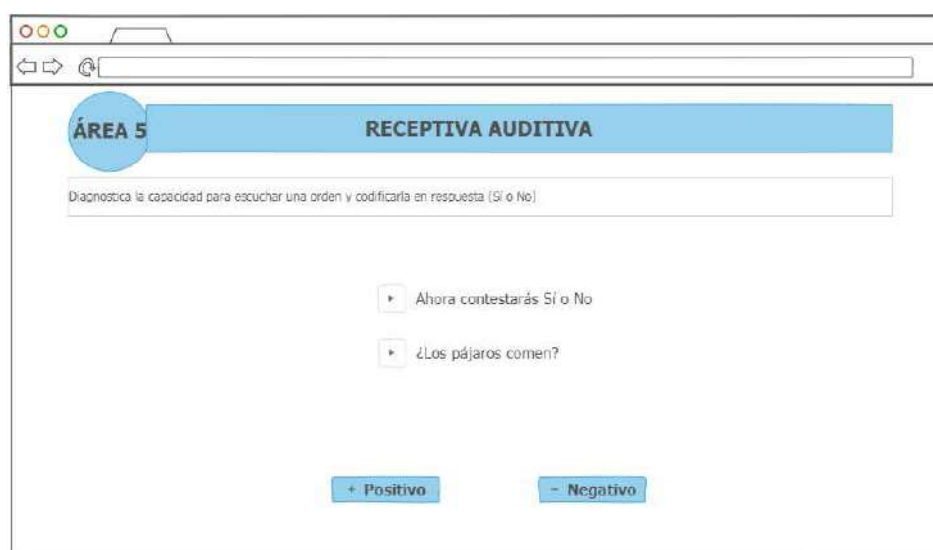 ÁREA 5
RECEPTIVA AUDITIVA
Diagnostica la capacidad para escuchar una orden y codificarla en respuesta (Sí o No)
Ahora contestarás Sí o No
¿Los pájaros comen?
+ Positivo
- Negativo